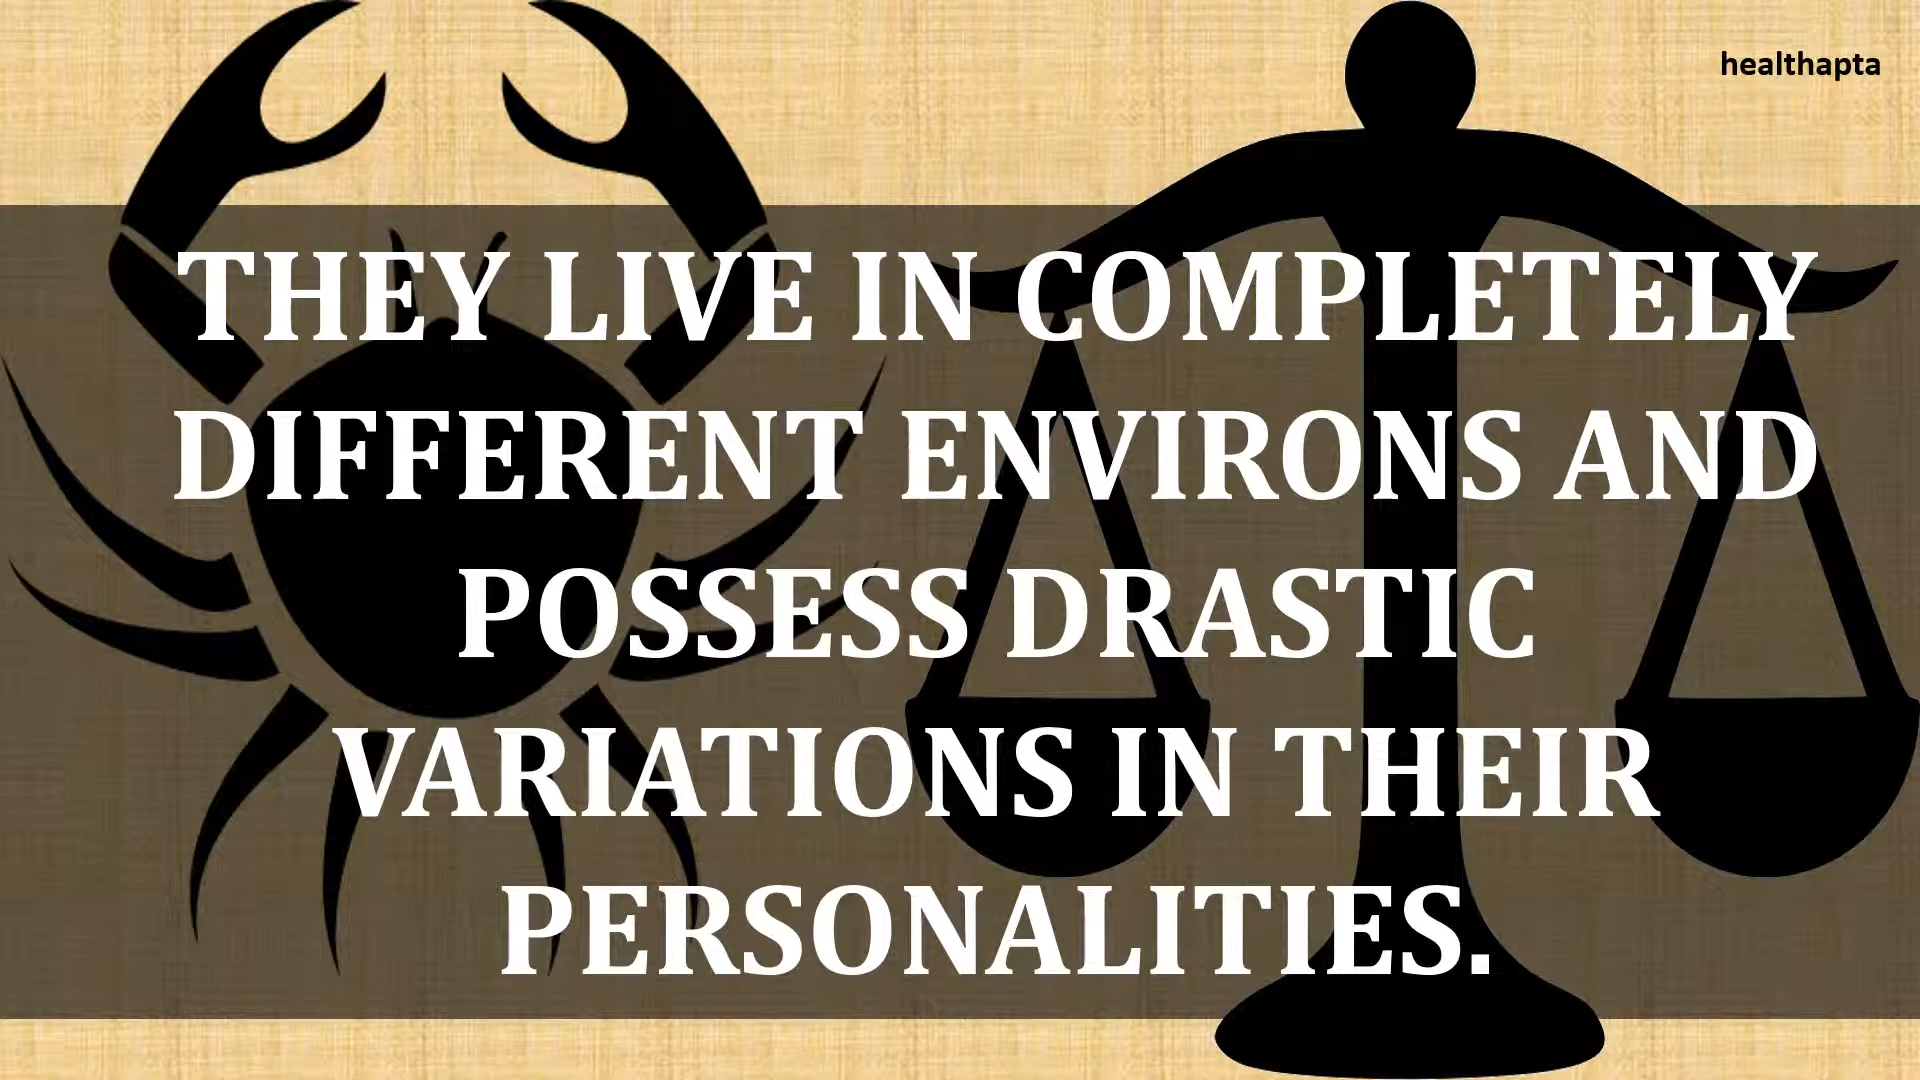 healthapta
THEY LIVE IN COMPLETELY
DIFFERENT ENVIRONS AND
POSSESS DRASTIC
VARIATIONS IN THEIR
PERSONALITIES.